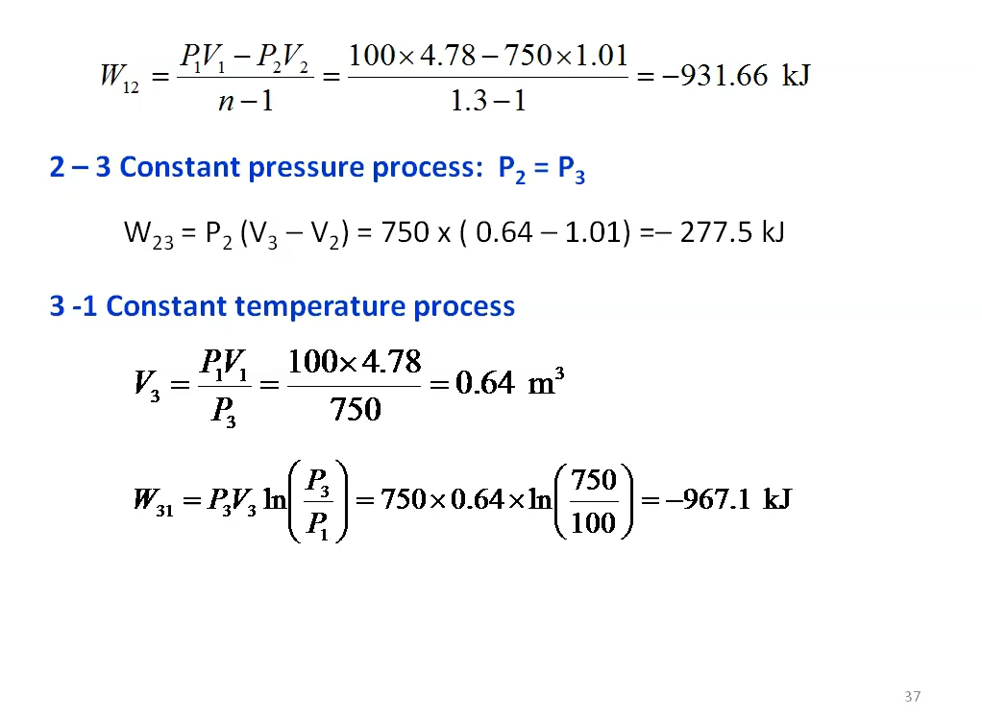 W₁₂ = (P₁V₁ − P₂V₂)/(n − 1) = (100 × 4.78 − 750 × 1.01)/(1.3 − 1) = −931.66 kJ
2 – 3 Constant pressure process: P₂ = P₃
W₂₃ = P₂ (V₃ – V₂) = 750 x ( 0.64 – 1.01) =– 277.5 kJ
3 -1 Constant temperature process
V₃ = P₁V₁/P₃ = (100 × 4.78)/750 = 0.64 m³
W₃₁ = P₃V₃ ln(P₃/P₁) = 750 × 0.64 × ln(750/100) = −967.1 kJ
37